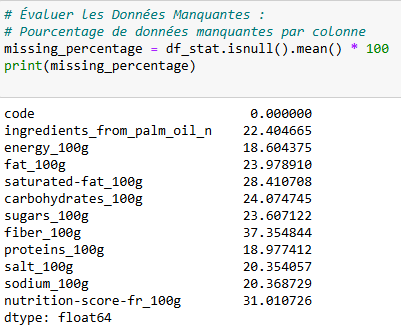 # Évaluer les Données Manquantes :
# Pourcentage de données manquantes par colonne
missing_percentage = df_stat.isnull().mean() * 100
print(missing_percentage)
code 0.000000
ingredients_from_palm_oil_n 22.404665
energy_100g 18.604375
fat_100g 23.978910
saturated-fat_100g 28.410708
carbohydrates_100g 24.074745
sugars_100g 23.607122
fiber_100g 37.354844
proteins_100g 18.977412
salt_100g 20.354057
sodium_100g 20.368729
nutrition-score-fr_100g 31.010726
dtype: float64